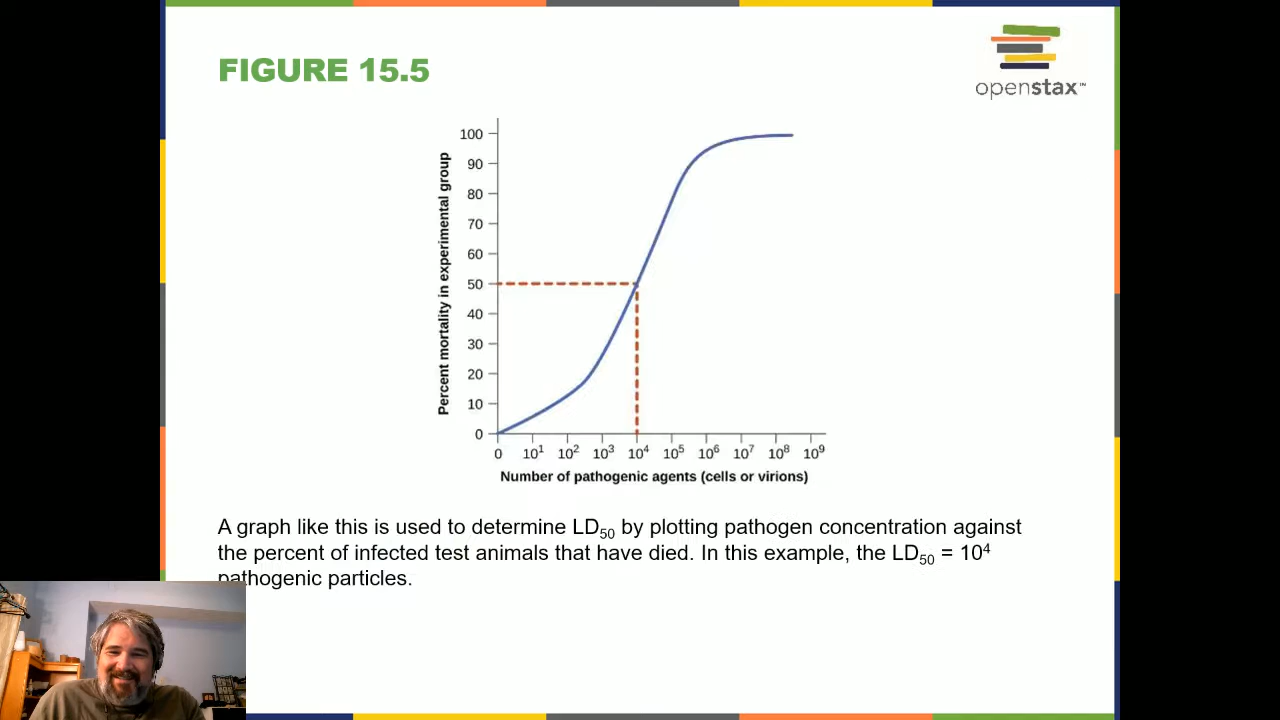 FIGURE 15.5
openstax™
Percent mortality in experimental group
100
90
80
70
60
50
40
30
20
10
0
0 10¹ 10² 10³ 10⁴ 10⁵ 10⁶ 10⁷ 10⁸ 10⁹
Number of pathogenic agents (cells or virions)
A graph like this is used to determine LD₅₀ by plotting pathogen concentration against
the percent of infected test animals that have died. In this example, the LD₅₀ = 10⁴
pathogenic particles.